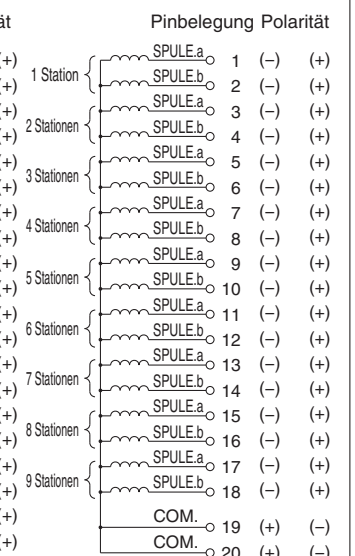 ät Pinbelegung Polarität
(+) 1 Station SPULE.a 1 (–) (+)
(+) SPULE.b 2 (–) (+)
(+) 2 Stationen SPULE.a 3 (–) (+)
(+) SPULE.b 4 (–) (+)
(+) 3 Stationen SPULE.a 5 (–) (+)
(+) SPULE.b 6 (–) (+)
(+) 4 Stationen SPULE.a 7 (–) (+)
(+) SPULE.b 8 (–) (+)
(+) 5 Stationen SPULE.a 9 (–) (+)
(+) SPULE.b 10 (–) (+)
(+) 6 Stationen SPULE.a 11 (–) (+)
(+) SPULE.b 12 (–) (+)
(+) 7 Stationen SPULE.a 13 (–) (+)
(+) SPULE.b 14 (–) (+)
(+) 8 Stationen SPULE.a 15 (–) (+)
(+) SPULE.b 16 (–) (+)
(+) 9 Stationen SPULE.a 17 (–) (+)
(+) SPULE.b 18 (–) (+)
(+) COM. 19 (+) (–)
(+) COM. 20 (+) (–)